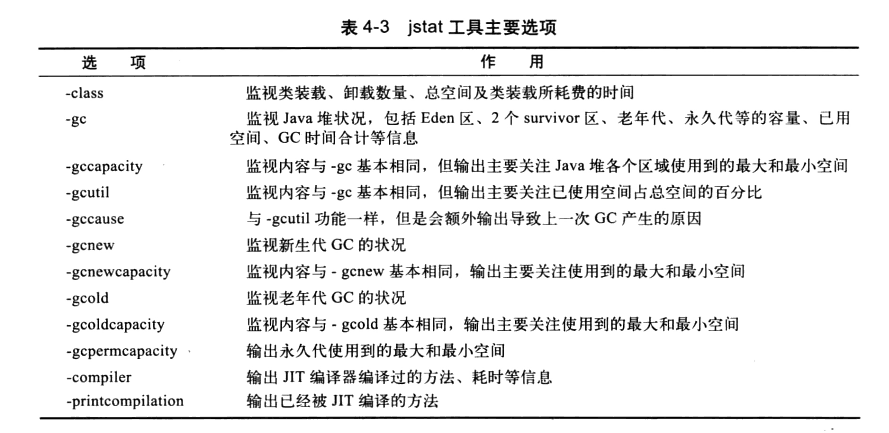 表 4-3 jstat 工具主要选项
选 项 作 用
-class 监视类装载、卸载数量、总空间及类装载所耗费的时间
-gc 监视 Java 堆状况，包括 Eden 区、2 个 survivor 区、老年代、永久代等的容量、已用
空间、GC 时间合计等信息
-gccapacity 监视内容与 -gc 基本相同，但输出主要关注 Java 堆各个区域使用到的最大和最小空间
-gcutil 监视内容与 -gc 基本相同，但输出主要关注已使用空间占总空间的百分比
-gccause 与 -gcutil 功能一样，但是会额外输出导致上一次 GC 产生的原因
-gcnew 监视新生代 GC 的状况
-gcnewcapacity 监视内容与 - gcnew 基本相同，输出主要关注使用到的最大和最小空间
-gcold 监视老年代 GC 的状况
-gcoldcapacity 监视内容与 - gcold 基本相同，输出主要关注使用到的最大和最小空间
-gcpermcapacity 输出永久代使用到的最大和最小空间
-compiler 输出 JIT 编译器编译过的方法、耗时等信息
-printcompilation 输出已经被 JIT 编译的方法